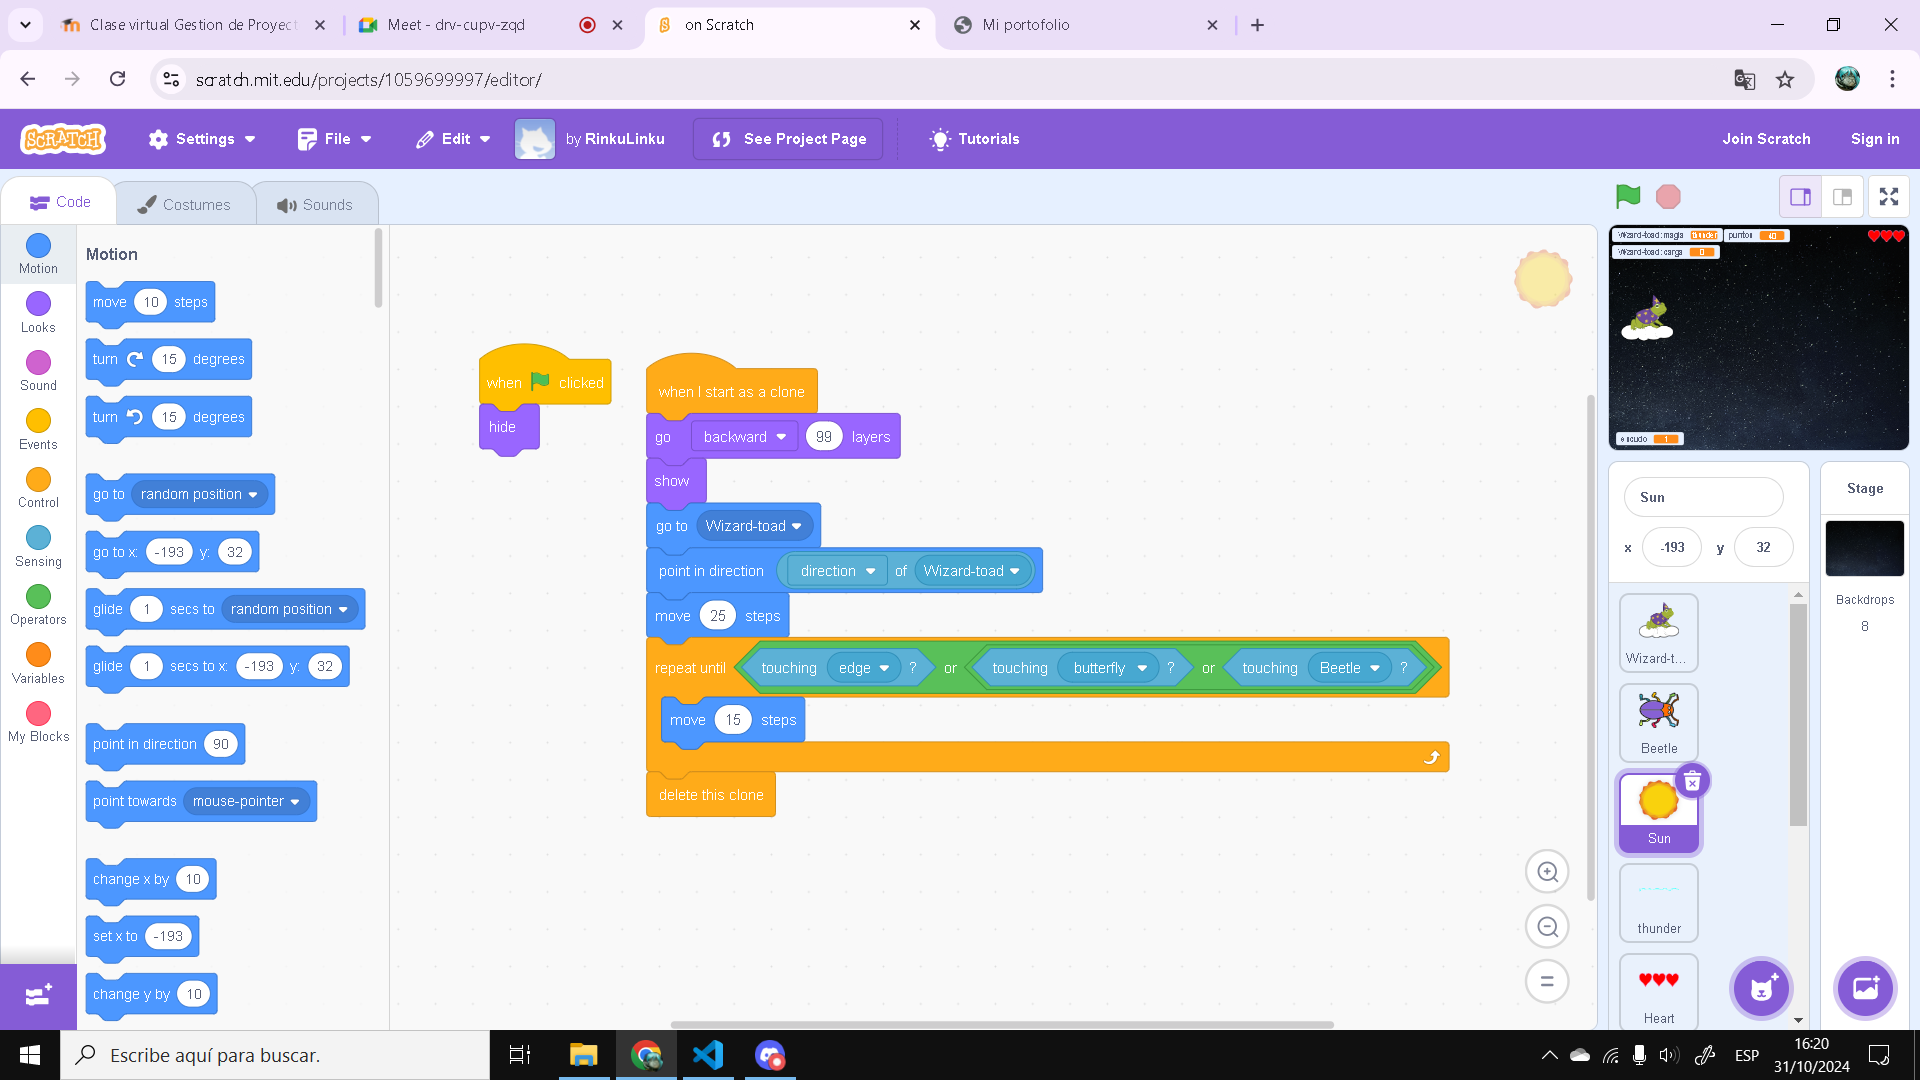 Clase virtual Gestion de Proyect
Meet - drv-cupv-zqd
on Scratch
Mi portofolio
scratch.mit.edu/projects/1059699997/editor/
SCRATCH
Settings
File
Edit
by RinkuLinku
See Project Page
Tutorials
Join Scratch
Sign in
Code
Costumes
Sounds
Motion
Looks
Sound
Events
Control
Sensing
Operators
Variables
My Blocks
Motion
move 10 steps
turn 15 degrees
turn 15 degrees
go to random position
go to x: -193 y: 32
glide 1 secs to random position
glide 1 secs to x: -193 y: 32
point in direction 90
point towards mouse-pointer
change x by 10
set x to -193
change y by 10
when clicked
hide
when I start as a clone
go backward 99 layers
show
go to Wizard-toad
point in direction direction of Wizard-toad
move 25 steps
repeat until touching edge ? or touching butterfly ? or touching Beetle ?
move 15 steps
delete this clone
Wizard-toad: magia thunder
puntos 40
Wizard-toad: carga 0
escudo 1
Sun
x -193 y 32
Wizard-t...
Beetle
Sun
thunder
Heart
Stage
Backdrops
8
Escribe aquí para buscar.
ESP
16:20
31/10/2024